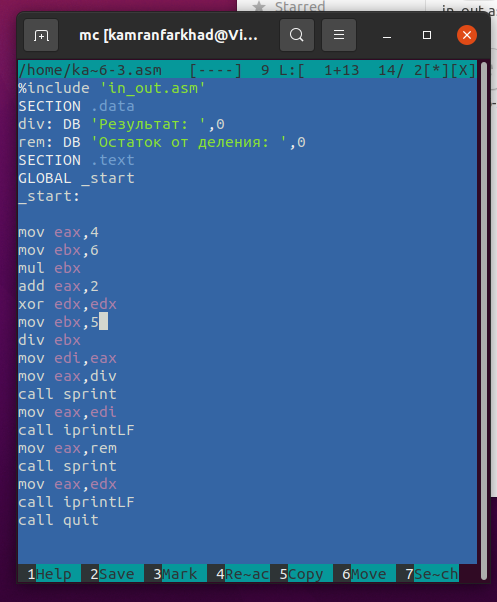 Starred
in_out.asm
mc [kamranfarkhad@Vi...
/home/ka~6-3.asm [----] 9 L:[ 1+13 14/ 2[*][X]
%include 'in_out.asm'
SECTION .data
div: DB 'Результат: ',0
rem: DB 'Остаток от деления: ',0
SECTION .text
GLOBAL _start
_start:
mov eax,4
mov ebx,6
mul ebx
add eax,2
xor edx,edx
mov ebx,5
div ebx
mov edi,eax
mov eax,div
call sprint
mov eax,edi
call iprintLF
mov eax,rem
call sprint
mov eax,edx
call iprintLF
call quit
1Help 2Save 3Mark 4Re~ac 5Copy 6Move 7Se~ch